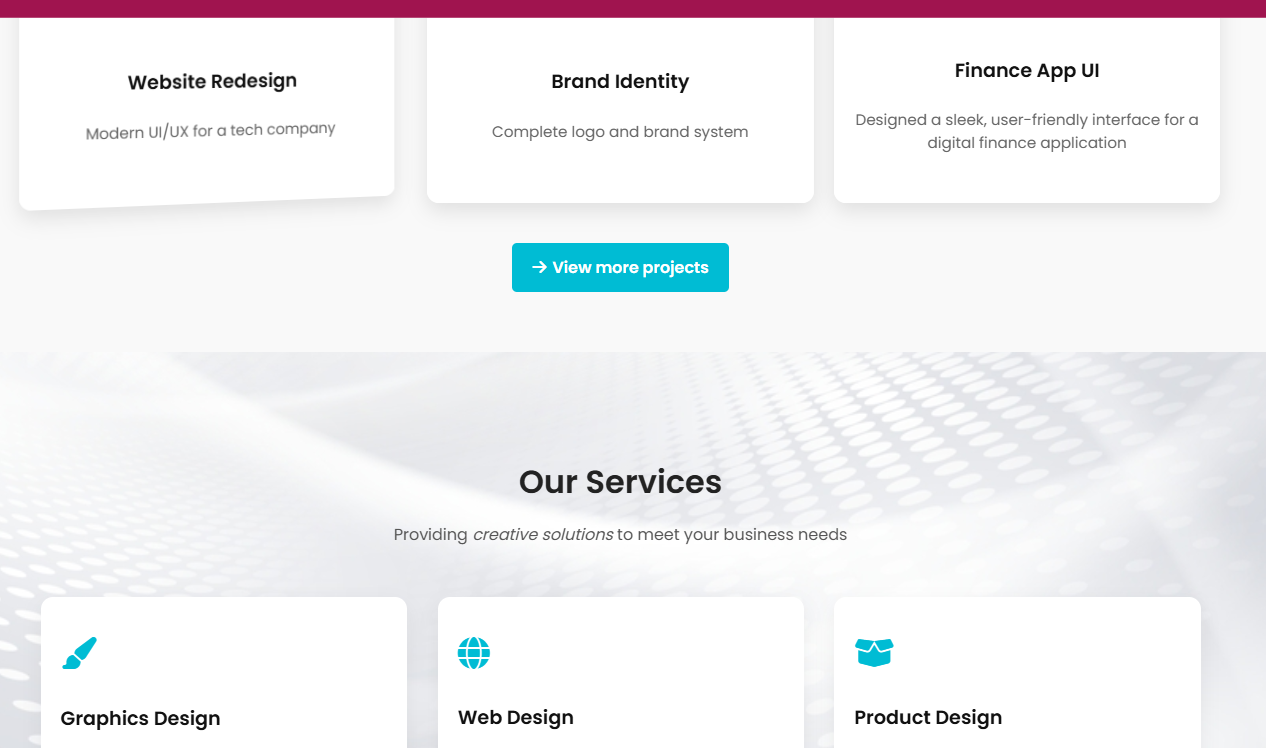 Website Redesign
Modern UI/UX for a tech company
Brand Identity
Complete logo and brand system
Finance App UI
Designed a sleek, user-friendly interface for a
digital finance application
View more projects
Our Services
Providing creative solutions to meet your business needs
Graphics Design
Web Design
Product Design